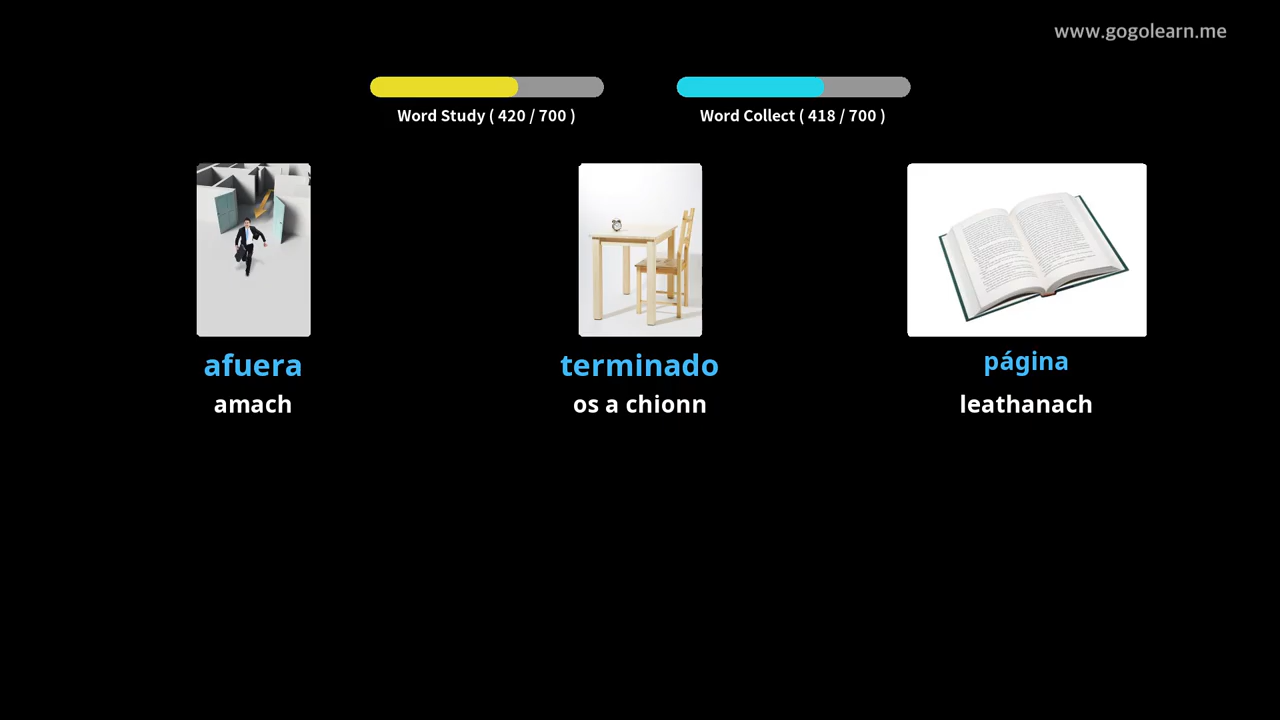 www.gogolearn.me
Word Study ( 420 / 700 )
Word Collect ( 418 / 700 )
afuera
amach
terminado
os a chionn
página
leathanach